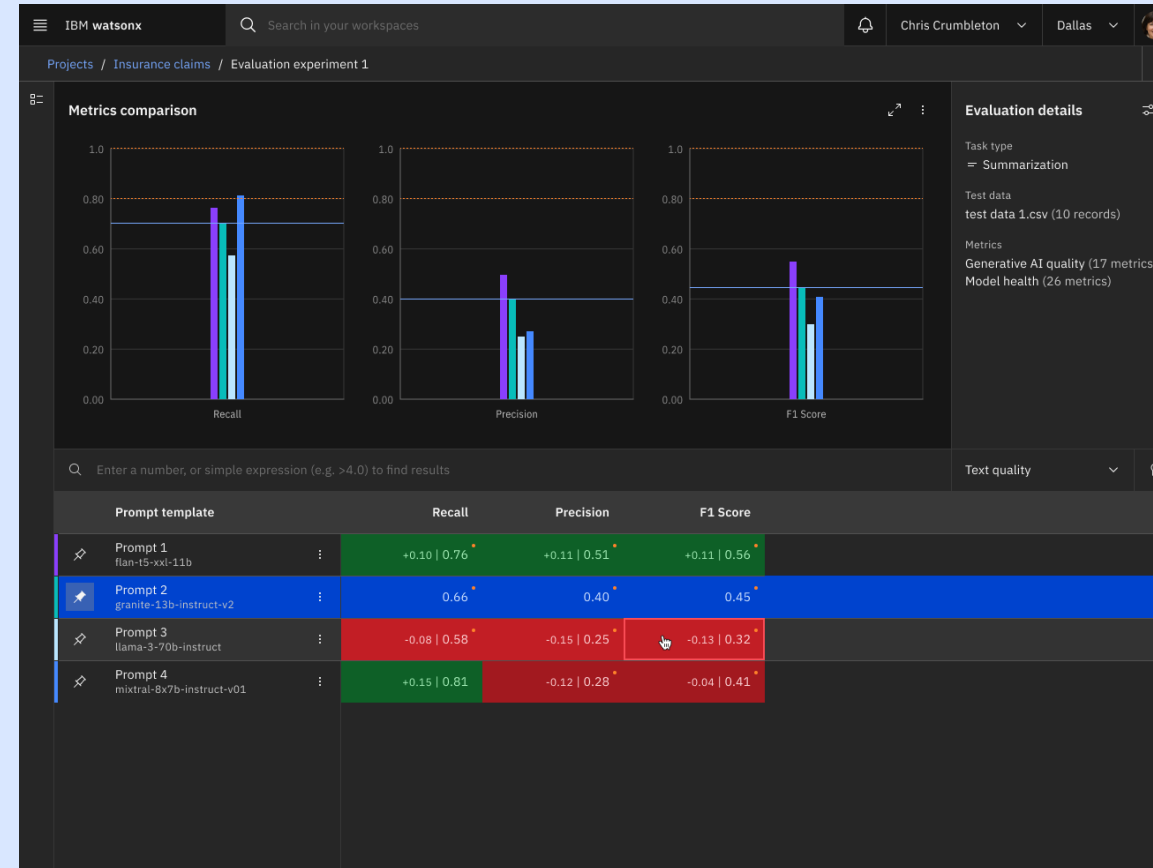 IBM watsonx
Search in your workspaces
Chris Crumbleton
Dallas
Projects / Insurance claims / Evaluation experiment 1
Metrics comparison
1.0
0.80
0.60
0.40
0.20
0.00
Recall
1.0
0.80
0.60
0.40
0.20
0.00
Precision
1.0
0.80
0.60
0.40
0.20
0.00
F1 Score
Evaluation details
Task type
Summarization
Test data
test data 1.csv (10 records)
Metrics
Generative AI quality (17 metrics
Model health (26 metrics)
Enter a number, or simple expression (e.g. >4.0) to find results
Text quality
Prompt template Recall Precision F1 Score
Prompt 1
flan-t5-xxl-11b
+0.10 | 0.76 +0.11 | 0.51 +0.11 | 0.56
Prompt 2
granite-13b-instruct-v2
0.66 0.40 0.45
Prompt 3
llama-3-70b-instruct
-0.08 | 0.58 -0.15 | 0.25 -0.13 | 0.32
Prompt 4
mixtral-8x7b-instruct-v01
+0.15 | 0.81 -0.12 | 0.28 -0.04 | 0.41